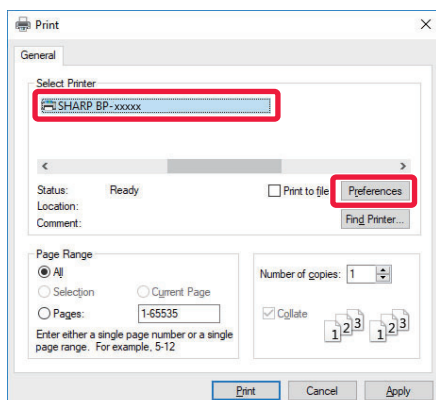 Print
General
Select Printer
SHARP BP-xxxxx
Status: Ready
Print to file
Preferences
Location:
Comment:
Find Printer...
Page Range
All
Selection
Current Page
Pages:
1-65535
Enter either a single page number or a single
page range. For example, 5-12
Number of copies: 1
Collate
1 2 3 1 2 3
Print
Cancel
Apply